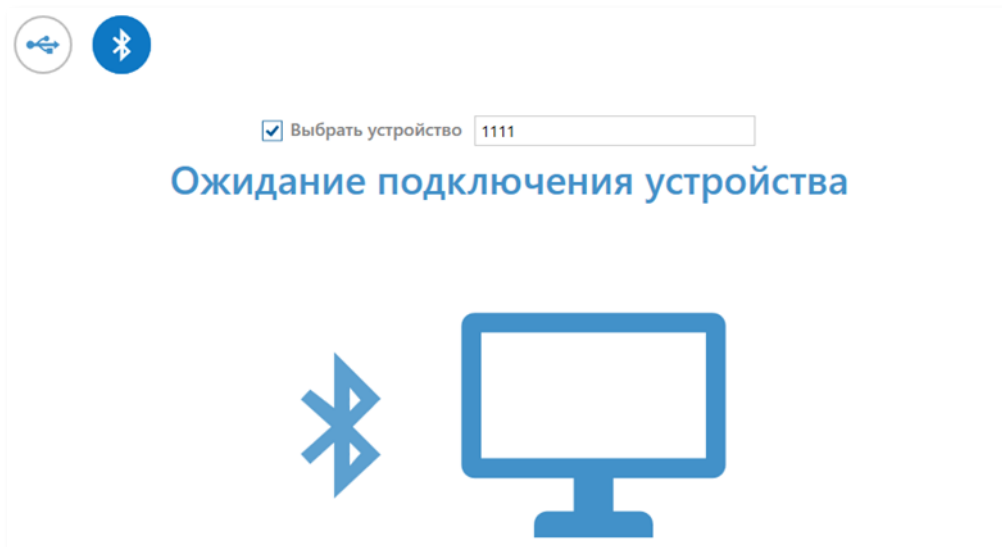 Выбрать устройство 1111
Ожидание подключения устройства